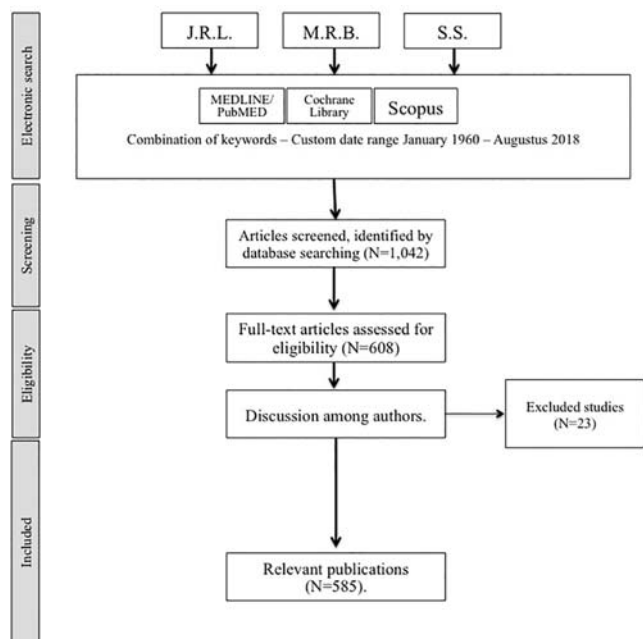 Electronic search
J.R.L.
M.R.B.
S.S.
MEDLINE/
PubMED
Cochrane
Library
Scopus
Combination of keywords – Custom date range January 1960 – Augustus 2018
Screening
Articles screened, identified by
database searching (N=1,042)
Eligibility
Full-text articles assessed for
eligibility (N=608)
Discussion among authors.
Excluded studies
(N=23)
Included
Relevant publications
(N=585).